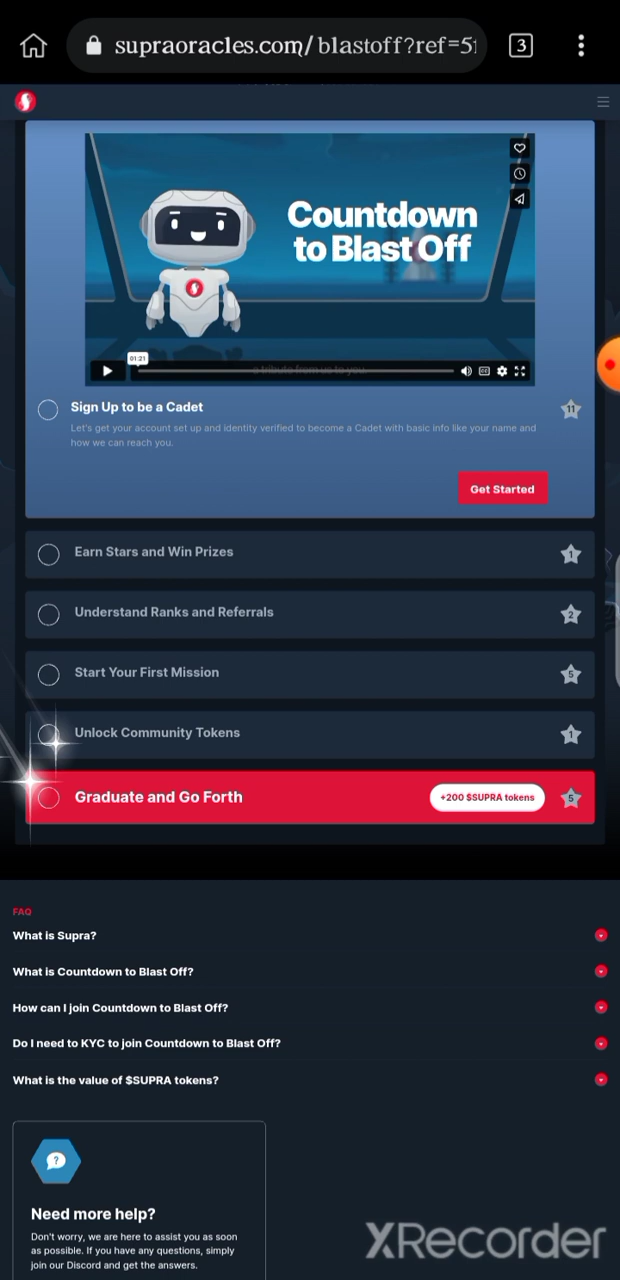 supraoracles.com/blastoff?ref=5
3
Countdown
to Blast Off
01:21
a tribute from us to you.
Sign Up to be a Cadet
11
Let's get your account set up and identity verified to become a Cadet with basic info like your name and
how we can reach you.
Get Started
Earn Stars and Win Prizes
1
Understand Ranks and Referrals
2
Start Your First Mission
5
Unlock Community Tokens
1
Graduate and Go Forth
+200 $SUPRA tokens
5
FAQ
What is Supra?
What is Countdown to Blast Off?
How can I join Countdown to Blast Off?
Do I need to KYC to join Countdown to Blast Off?
What is the value of $SUPRA tokens?
?
Need more help?
Don't worry, we are here to assist you as soon
as possible. If you have any questions, simply
join our Discord and get the answers.
XRecorder